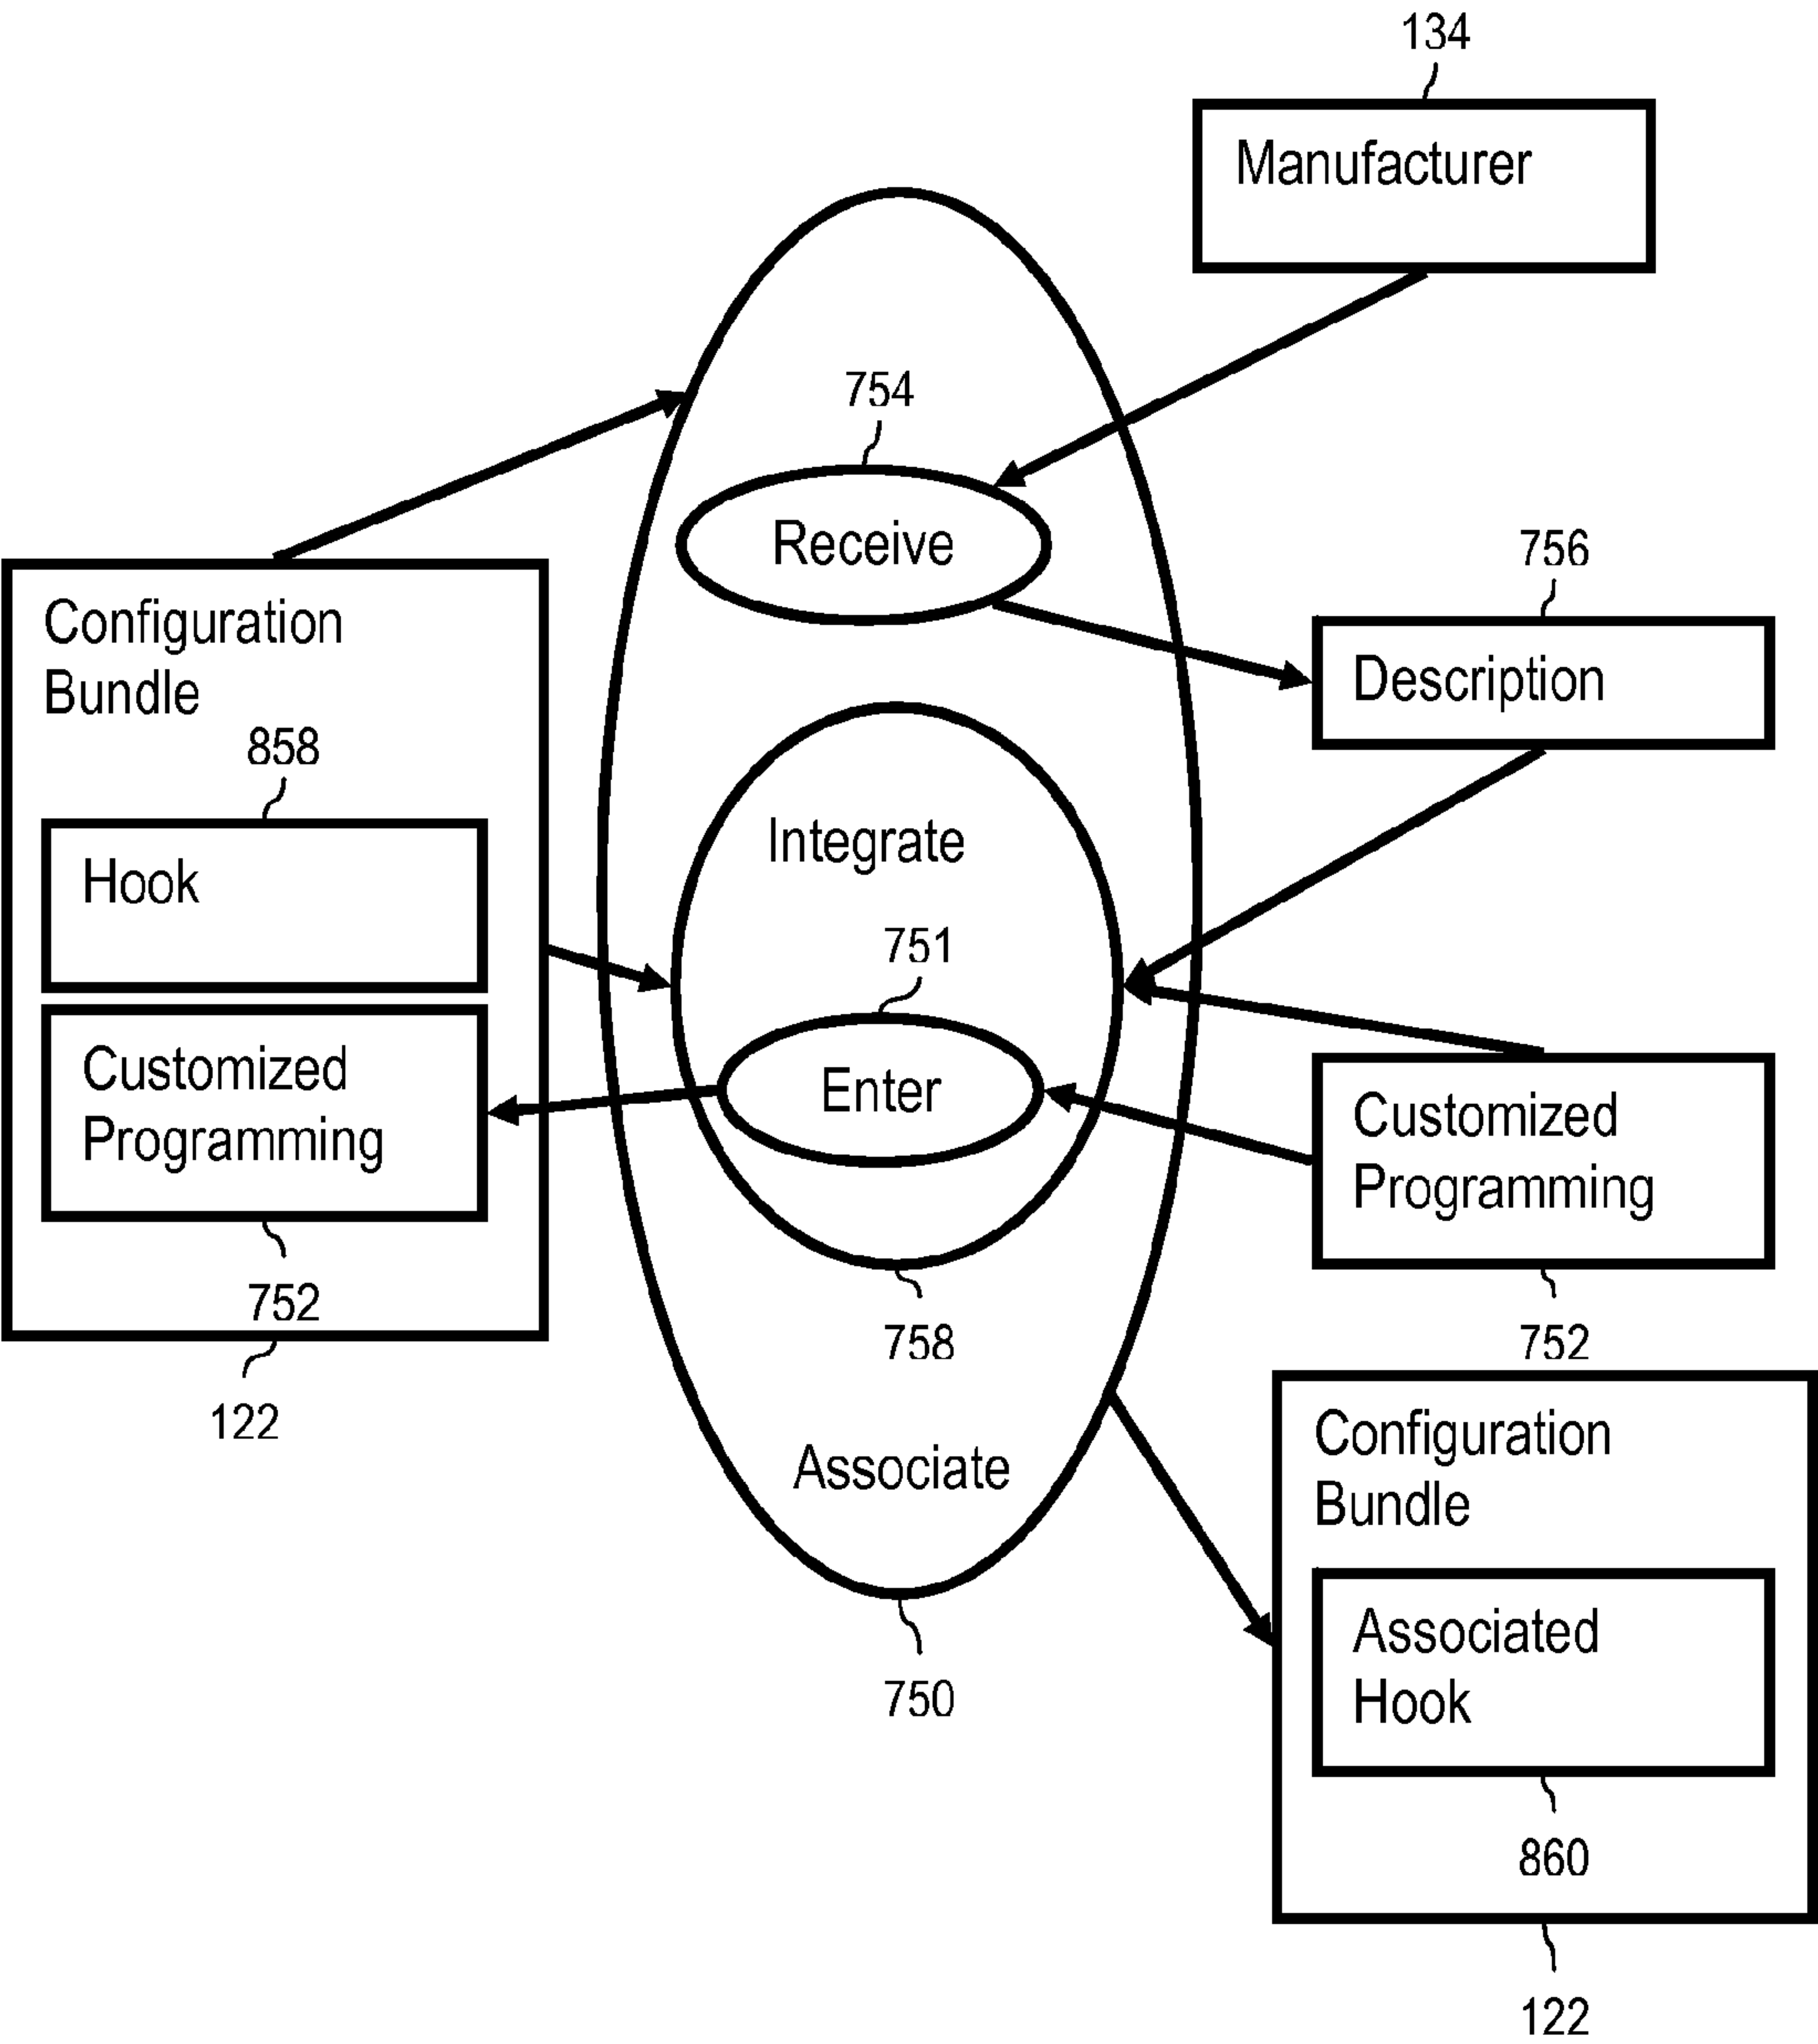 134
Manufacturer
754
Receive
756
Description
Configuration
Bundle
858
Hook
Integrate
751
Enter
Customized
Programming
752
122
Customized
Programming
752
758
Associate
750
Configuration
Bundle
Associated
Hook
860
122